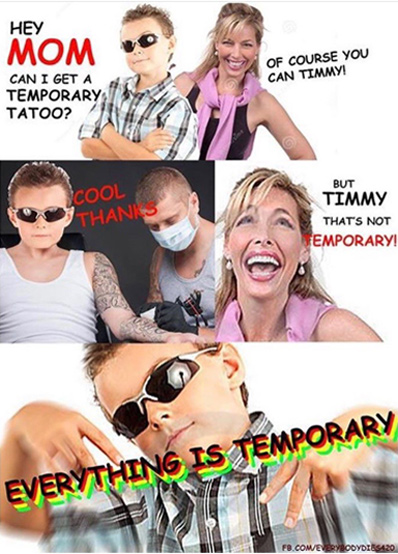 HEY
MOM
CAN I GET A
TEMPORARY
TATOO?
OF COURSE YOU
CAN TIMMY!
COOL
THANKS
BUT
TIMMY
THAT'S NOT
TEMPORARY!
EVERYTHING IS TEMPORARY
FB.COM/EVERYBODYDIES420